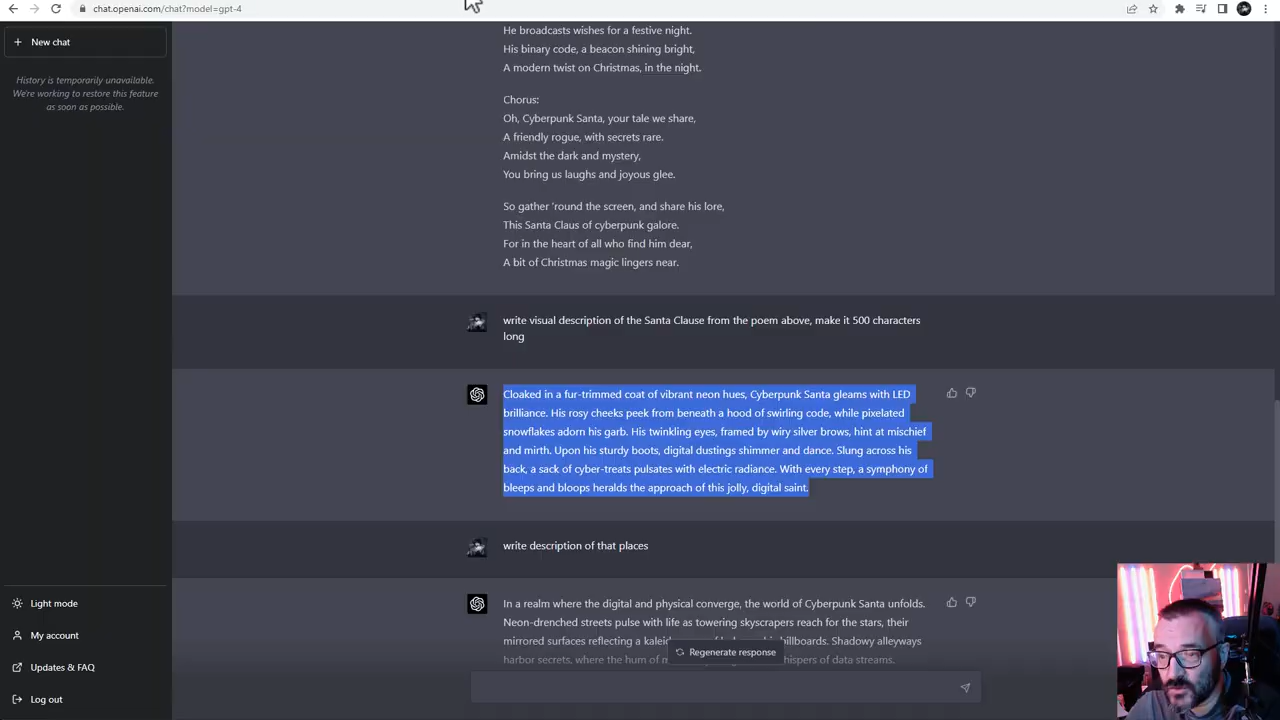 chat.openai.com/chat?model=gpt-4
New chat
History is temporarily unavailable.
We're working to restore this feature
as soon as possible.
He broadcasts wishes for a festive night.
His binary code, a beacon shining bright,
A modern twist on Christmas, in the night.
Chorus:
Oh, Cyberpunk Santa, your tale we share,
A friendly rogue, with secrets rare.
Amidst the dark and mystery,
You bring us laughs and joyous glee.
So gather 'round the screen, and share his lore,
This Santa Claus of cyberpunk galore.
For in the heart of all who find him dear,
A bit of Christmas magic lingers near.
write visual description of the Santa Clause from the poem above, make it 500 characters
long
Cloaked in a fur-trimmed coat of vibrant neon hues, Cyberpunk Santa gleams with LED
brilliance. His rosy cheeks peek from beneath a hood of swirling code, while pixelated
snowflakes adorn his garb. His twinkling eyes, framed by wiry silver brows, hint at mischief
and mirth. Upon his sturdy boots, digital dustings shimmer and dance. Slung across his
back, a sack of cyber-treats pulsates with electric radiance. With every step, a symphony of
bleeps and bloops heralds the approach of this jolly, digital saint.
write description of that places
In a realm where the digital and physical converge, the world of Cyberpunk Santa unfolds.
Neon-drenched streets pulse with life as towering skyscrapers reach for the stars, their
mirrored surfaces reflecting a billboards. Shadowy alleyways
harbor secrets, where the hum of whispers of data streams.
Regenerate response
Light mode
My account
Updates & FAQ
Log out